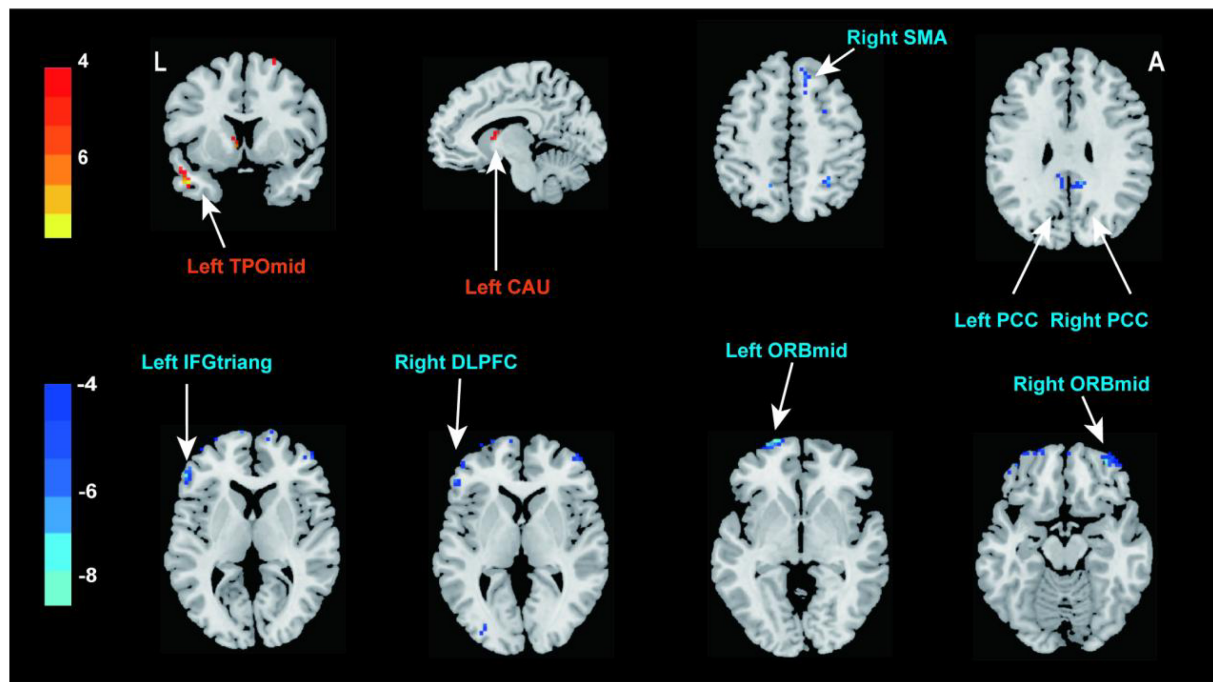 4
6
L
Left TPOmid
Left CAU
Right SMA
A
Left PCC Right PCC
-4
-6
-8
Left IFGtriang
Right DLPFC
Left ORBmid
Right ORBmid